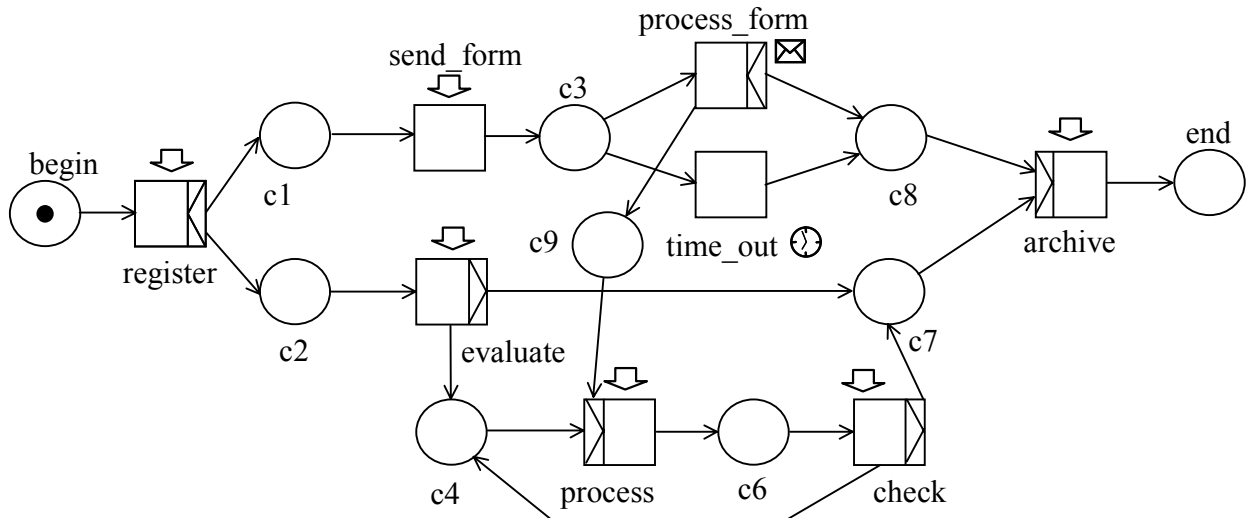 process_form
send_form
c3
begin
end
c1
c8
register
c9
time_out
archive
c2
evaluate
c7
c4
process
c6
check